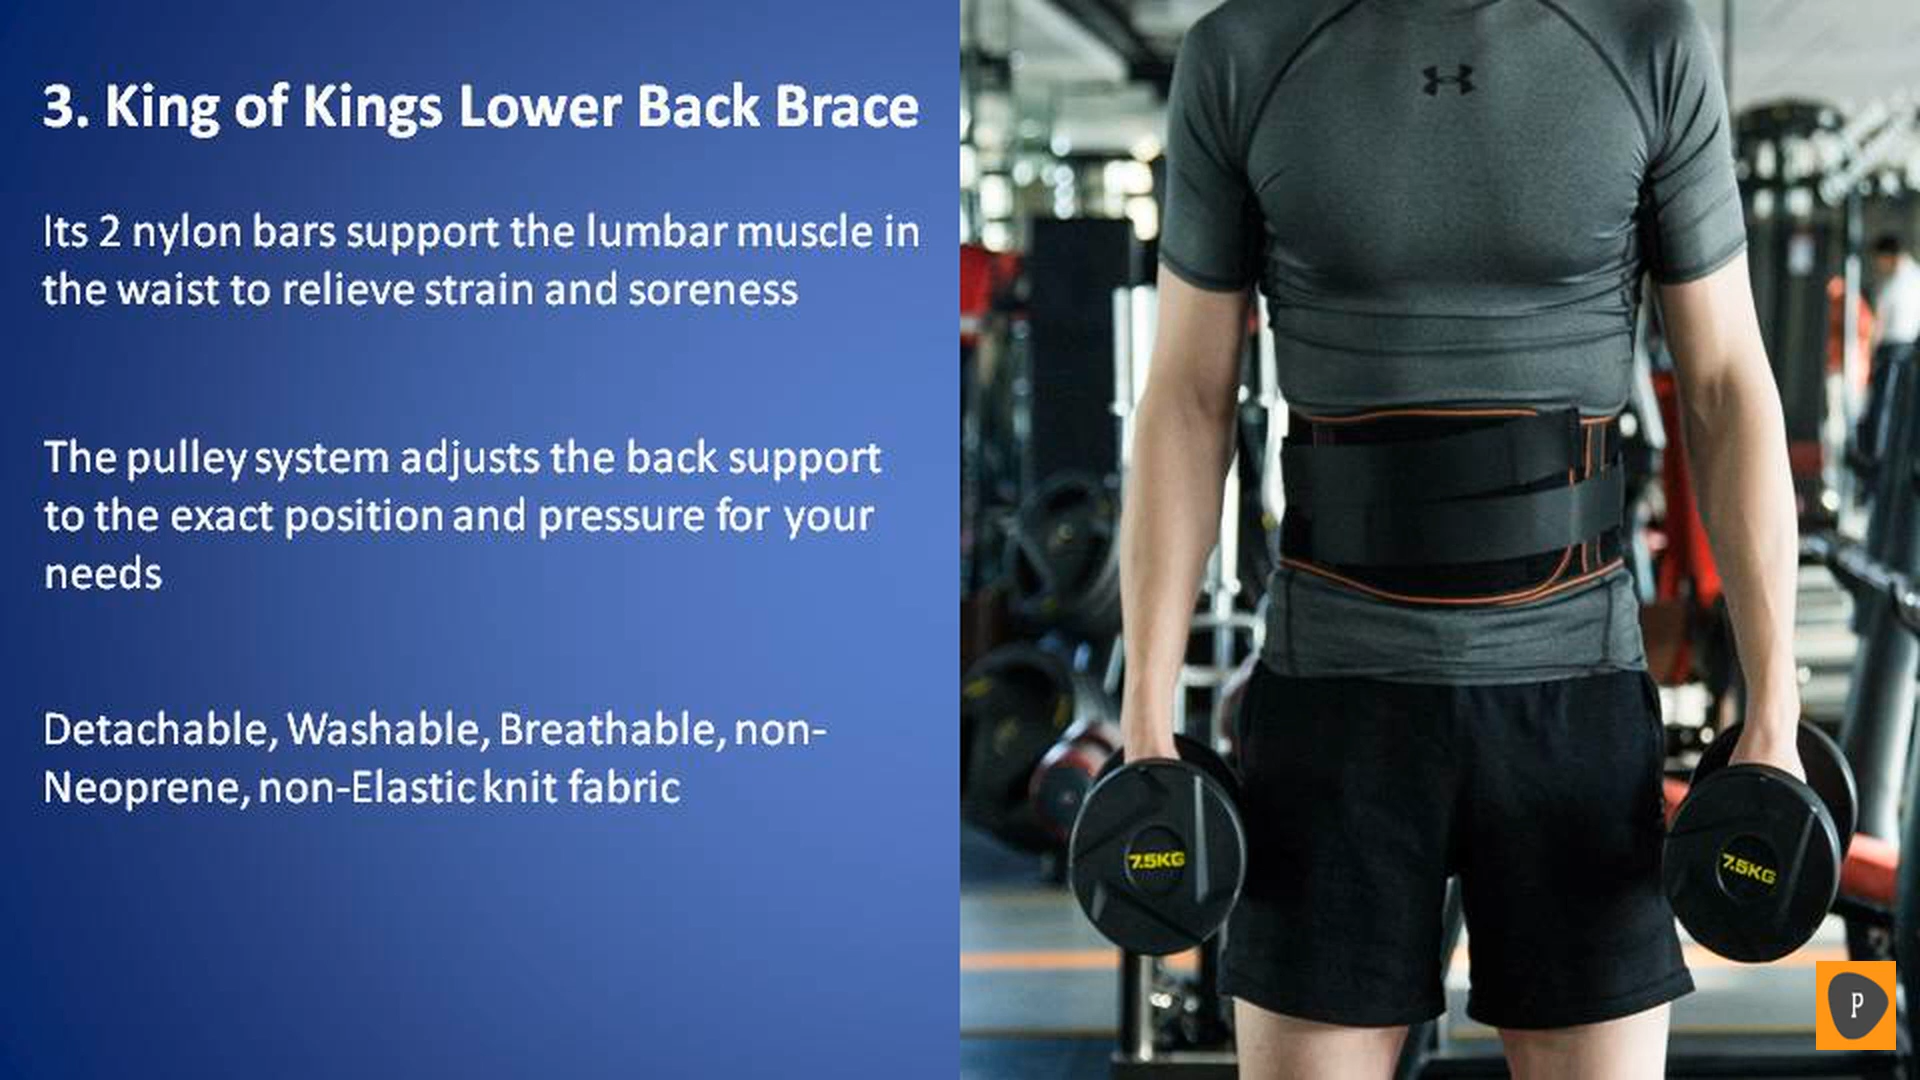 3. King of Kings Lower Back Brace
Its 2 nylon bars support the lumbar muscle in
the waist to relieve strain and soreness
The pulley system adjusts the back support
to the exact position and pressure for your
needs
Detachable, Washable, Breathable, non-
Neoprene, non-Elastic knit fabric
7.5KG
7.5KG
P